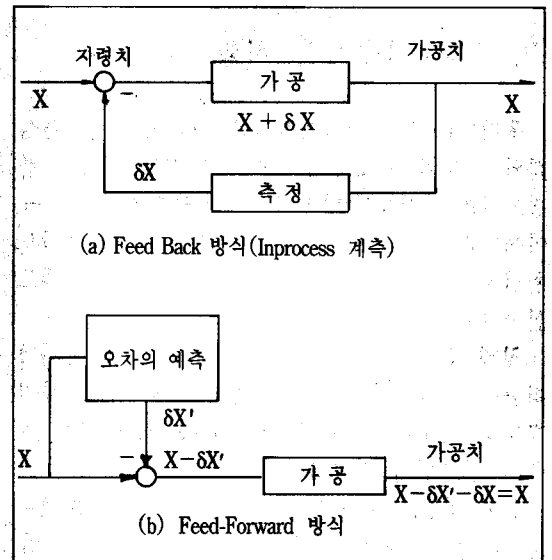 지령치
가공치
X
−
가 공
X
X + δX
δX
측 정
(a) Feed Back 방식(Inprocess 계측)
오차의 예측
δX'
X
−
X−δX'
가 공
가공치
X−δX'−δX=X
(b) Feed-Forward 방식